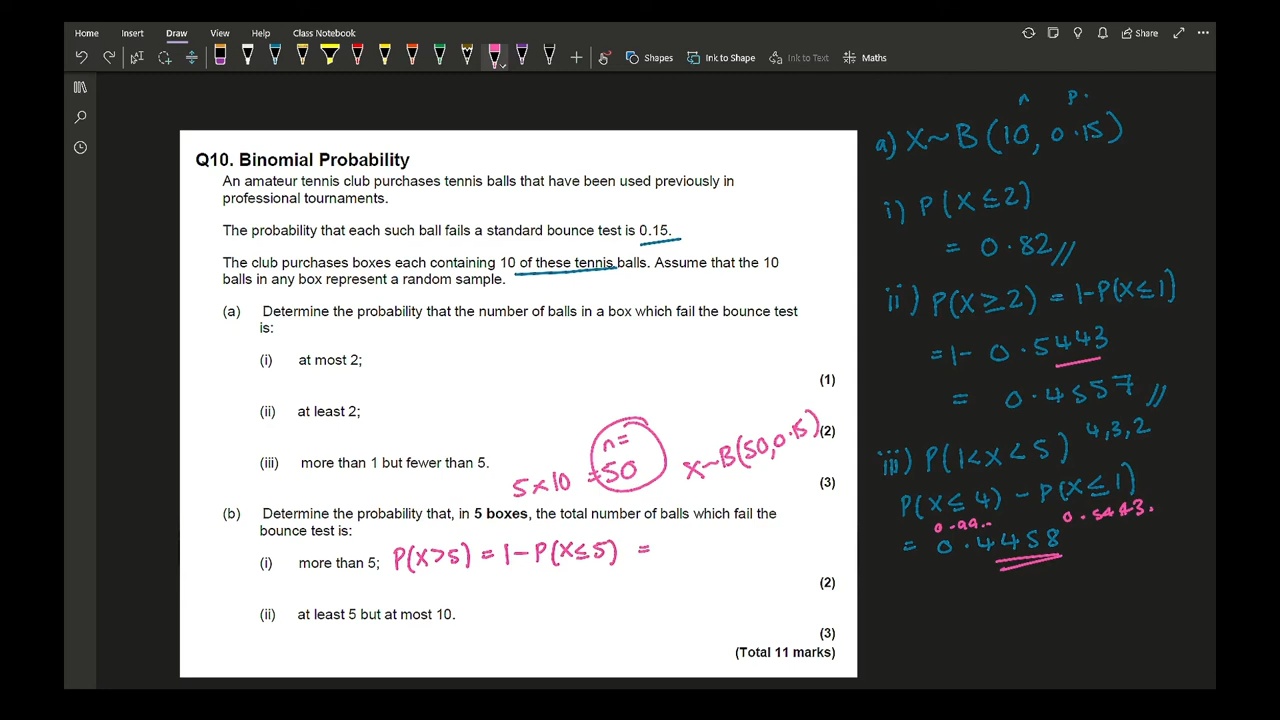 Home Insert Draw View Help Class Notebook Share
Shapes Ink to Shape Ink to Text Maths
Q10. Binomial Probability
An amateur tennis club purchases tennis balls that have been used previously in
professional tournaments.
The probability that each such ball fails a standard bounce test is 0.15.
The club purchases boxes each containing 10 of these tennis balls. Assume that the 10
balls in any box represent a random sample.
(a) Determine the probability that the number of balls in a box which fail the bounce test
is:
(i) at most 2;
(1)
(ii) at least 2;
(2)
(iii) more than 1 but fewer than 5.
(3)
n=
5×10 =50
X~B(50,0.15)
(b) Determine the probability that, in 5 boxes, the total number of balls which fail the
bounce test is:
(i) more than 5; P(X>5) = 1-P(X≤5) =
(2)
(ii) at least 5 but at most 10.
(3)
(Total 11 marks)
n p.
a) X~B(10, 0.15)
i) P(X≤2)
= 0.82//
ii) P(X≥2) = 1-P(X≤1)
=1- 0.5443
= 0.4557//
iii) P(1<X<5) 4,3,2
P(X≤4) - P(X≤1)
0.99.. 0.5443.
= 0.4458